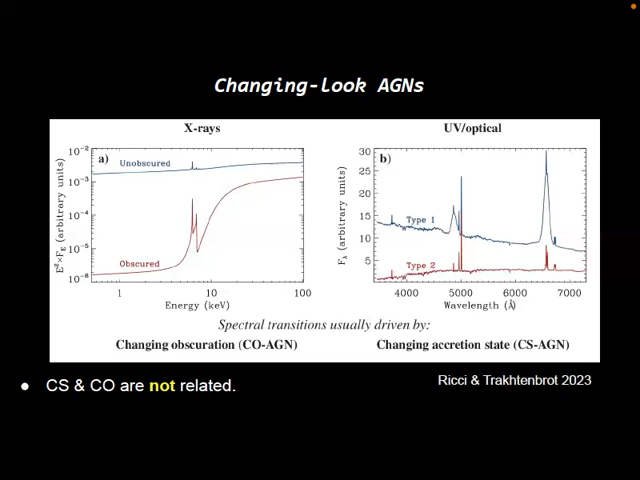 Changing-look AGNs
X-rays
UV/optical
a)
Unobscured
Obscured
10⁻²
10⁻³
10⁻⁴
10⁻⁵
10⁻⁶
E²×F_E (arbitrary units)
1
10
100
Energy (keV)
b)
Type 1
Type 2
30
25
20
15
10
5
F_λ (arbitrary units)
4000
5000
6000
7000
Wavelength (Å)
Spectral transitions usually driven by:
Changing obscuration (CO-AGN)
Changing accretion state (CS-AGN)
● CS & CO are not related.
Ricci & Trakhtenbrot 2023